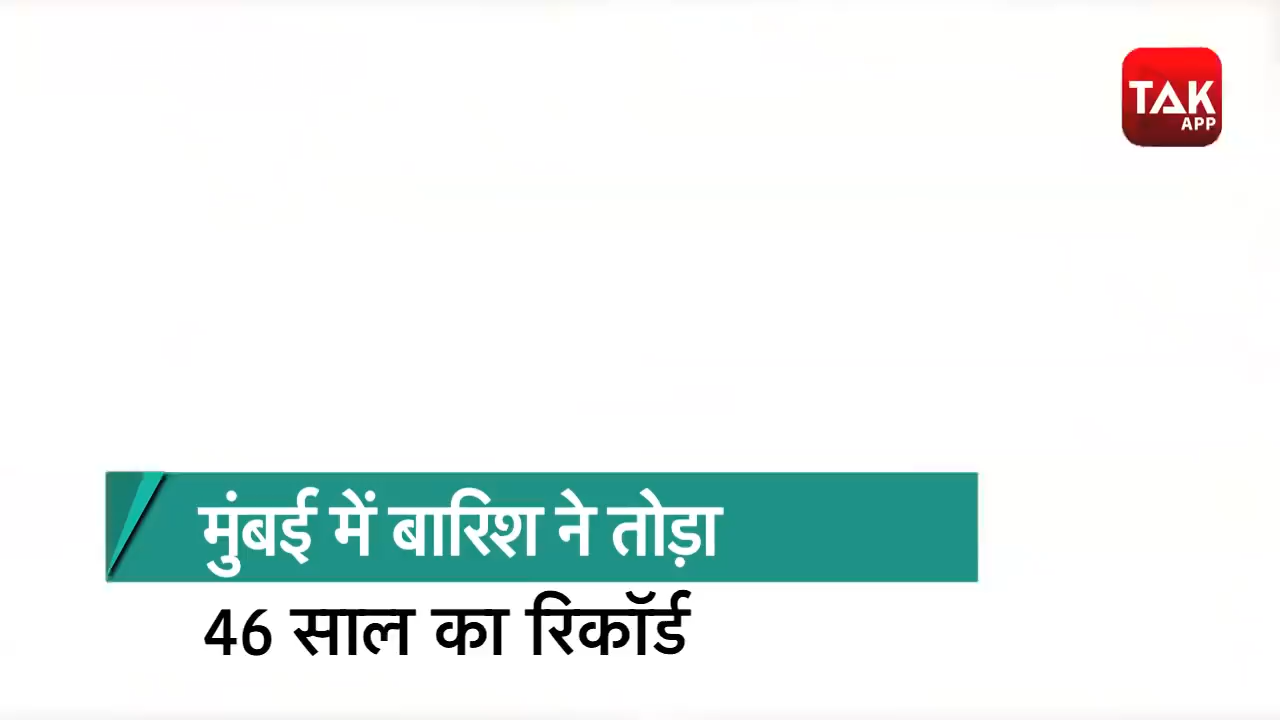 TAK
APP
मुंबई में बारिश ने तोड़ा
46 साल का रिकॉर्ड